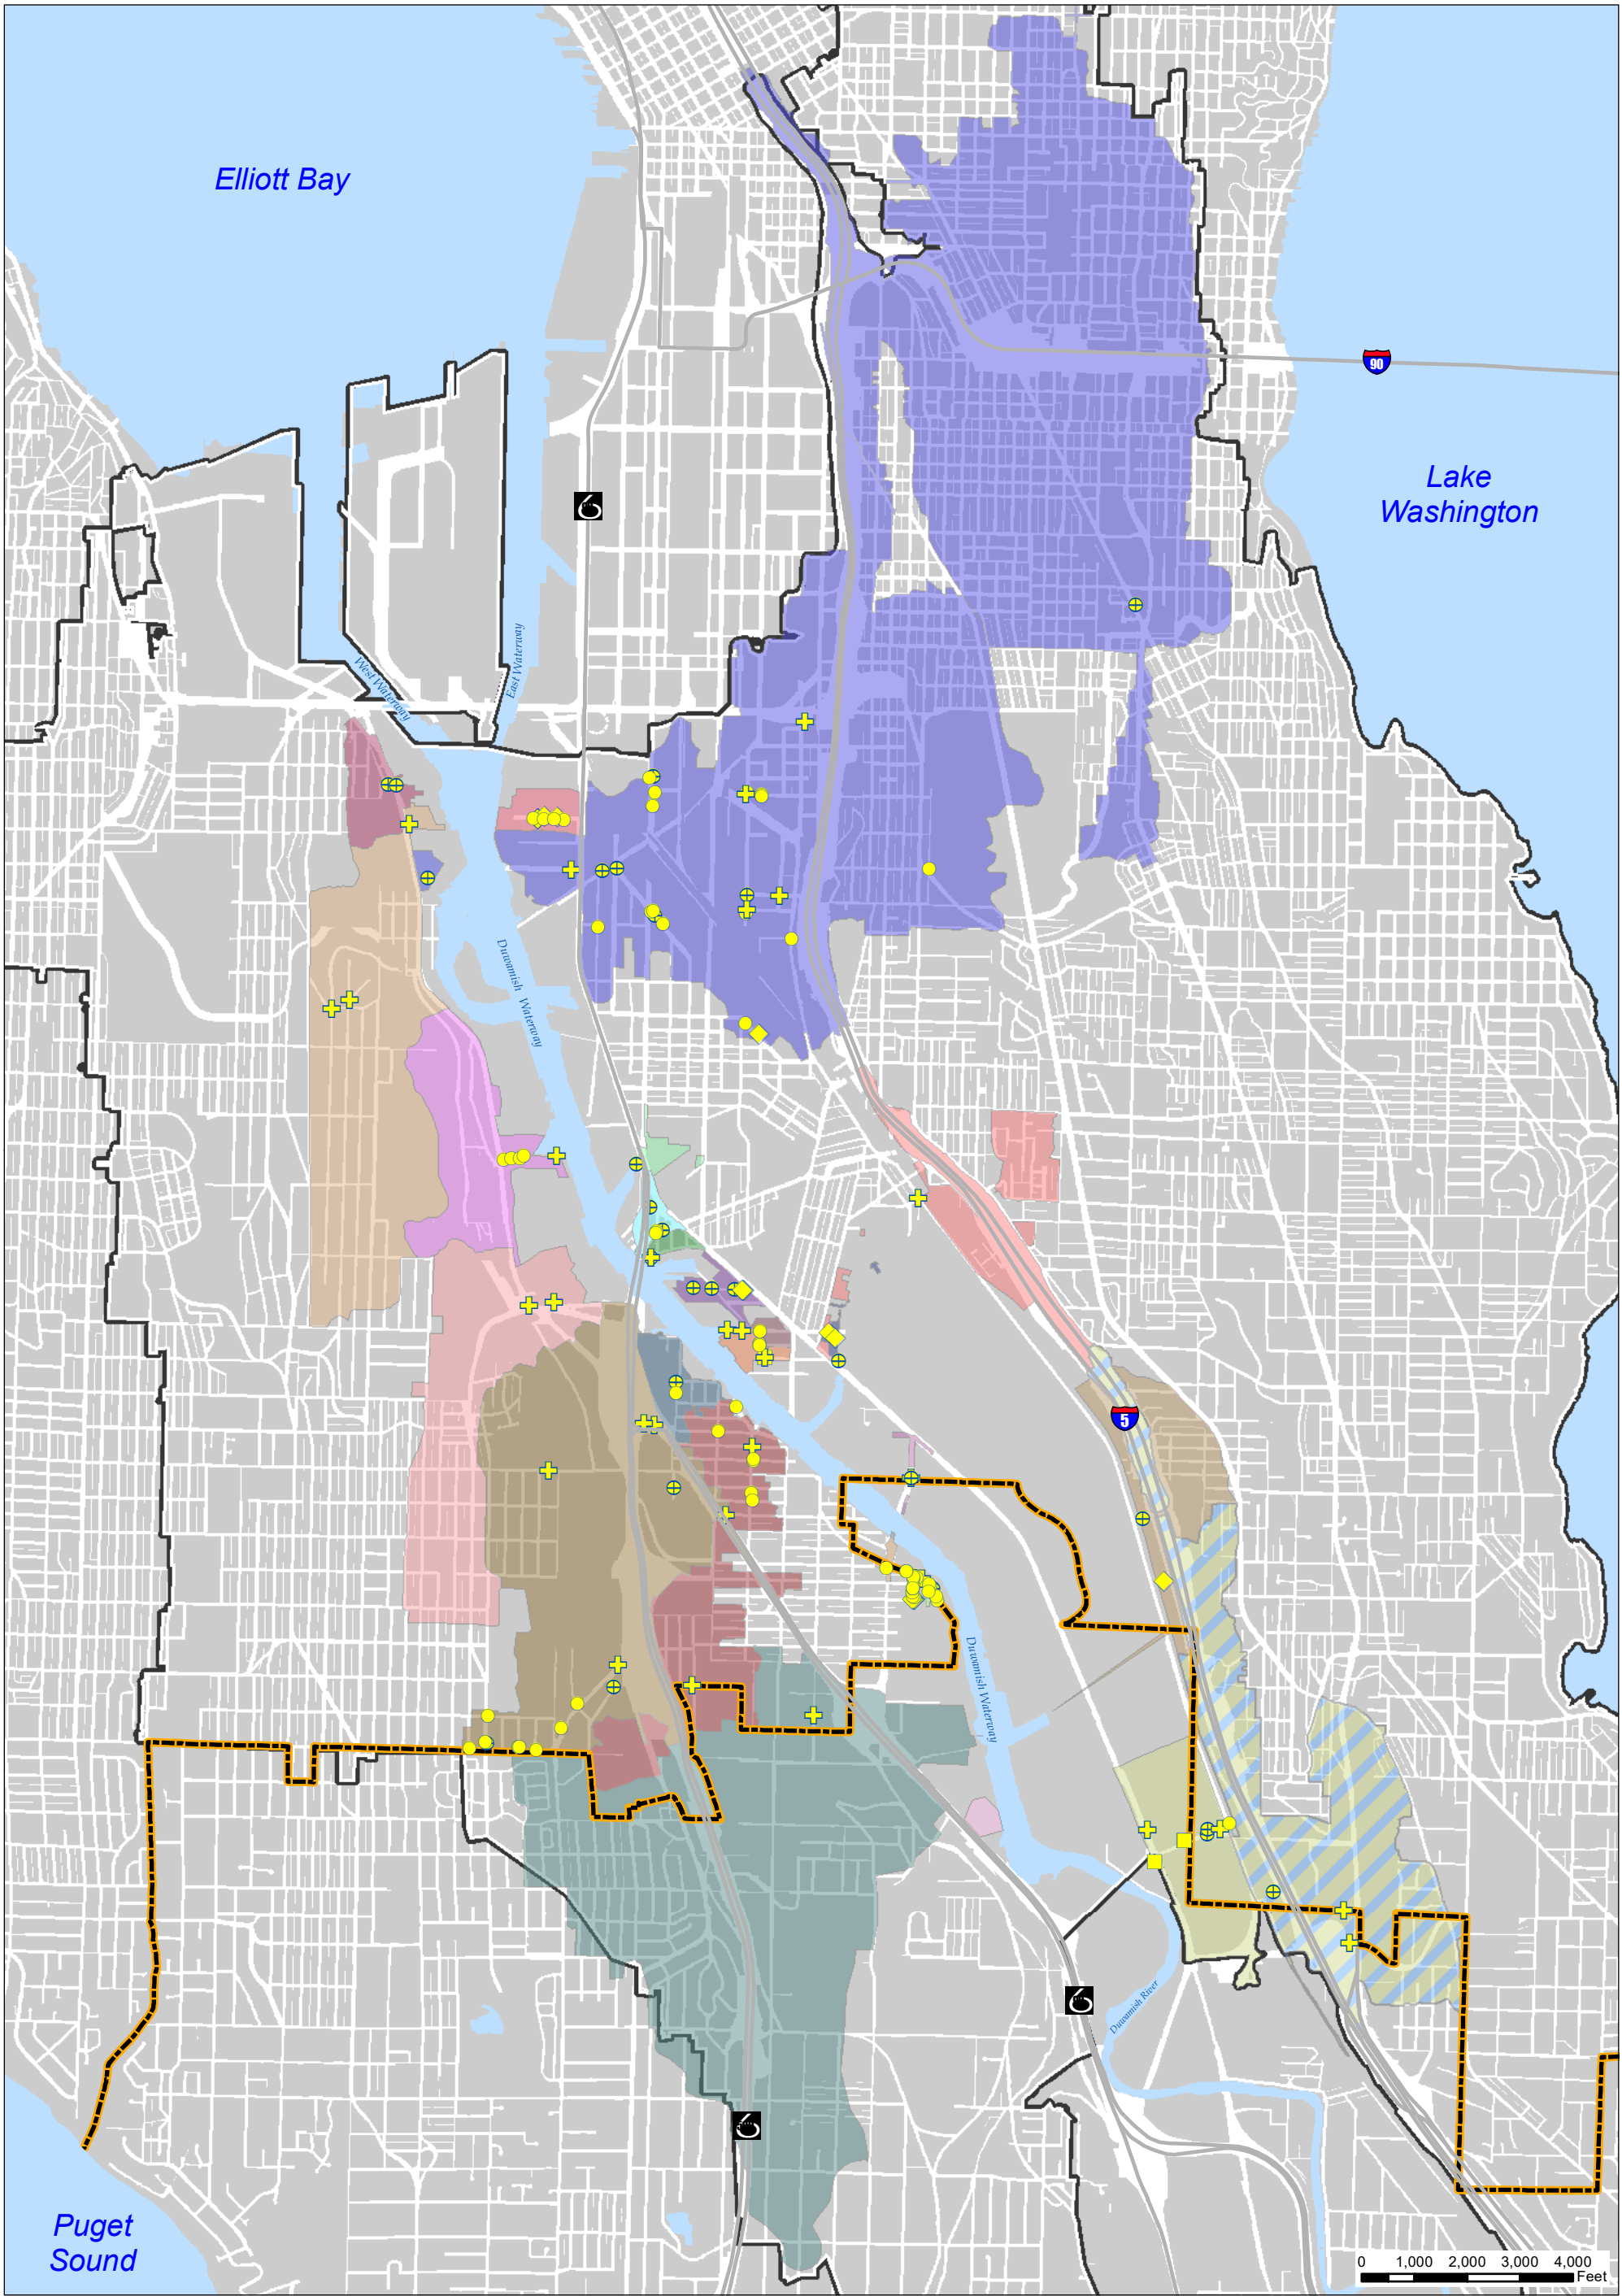 Elliott Bay
90
Lake
Washington
East Waterway
West Waterway
Duwamish Waterway
5
Duwamish Waterway
Duwamish River
Puget
Sound
0 1,000 2,000 3,000 4,000
Feet